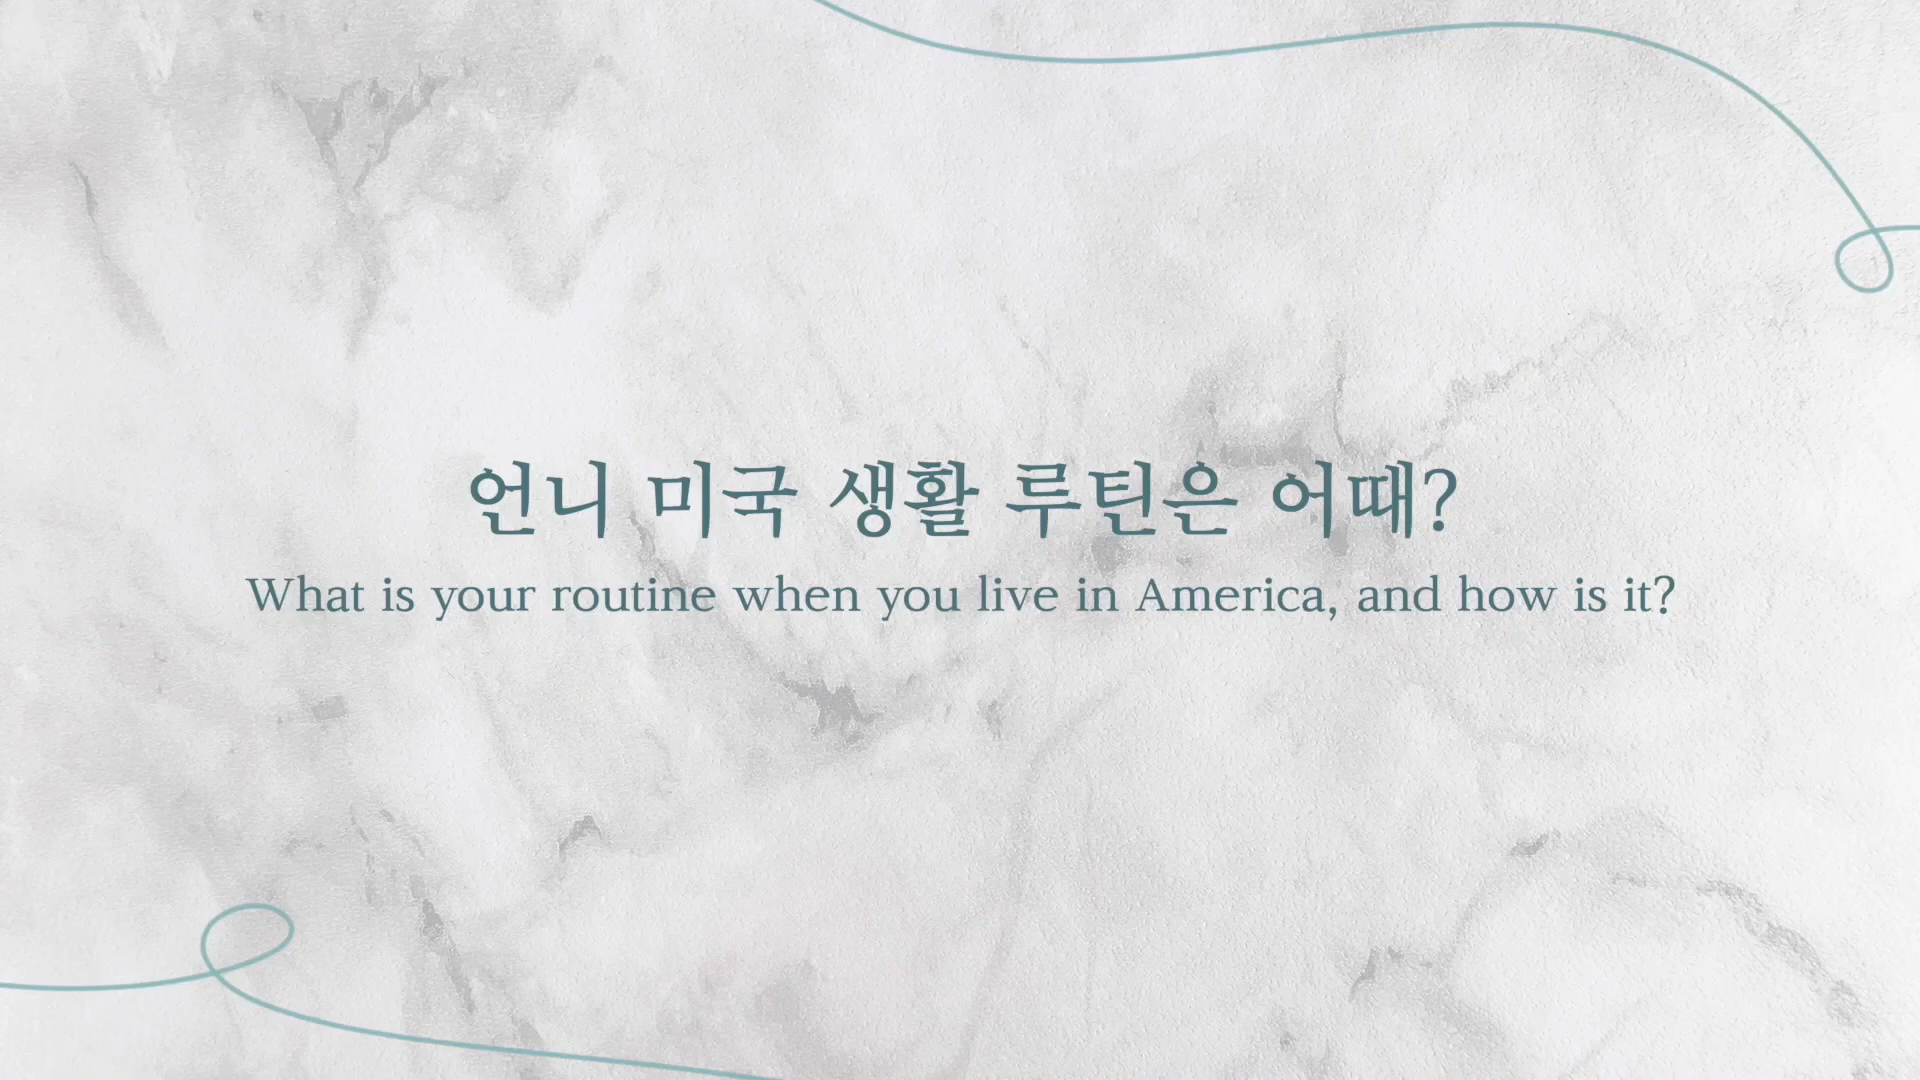 언니 미국 생활 루틴은 어때?
What is your routine when you live in America, and how is it?